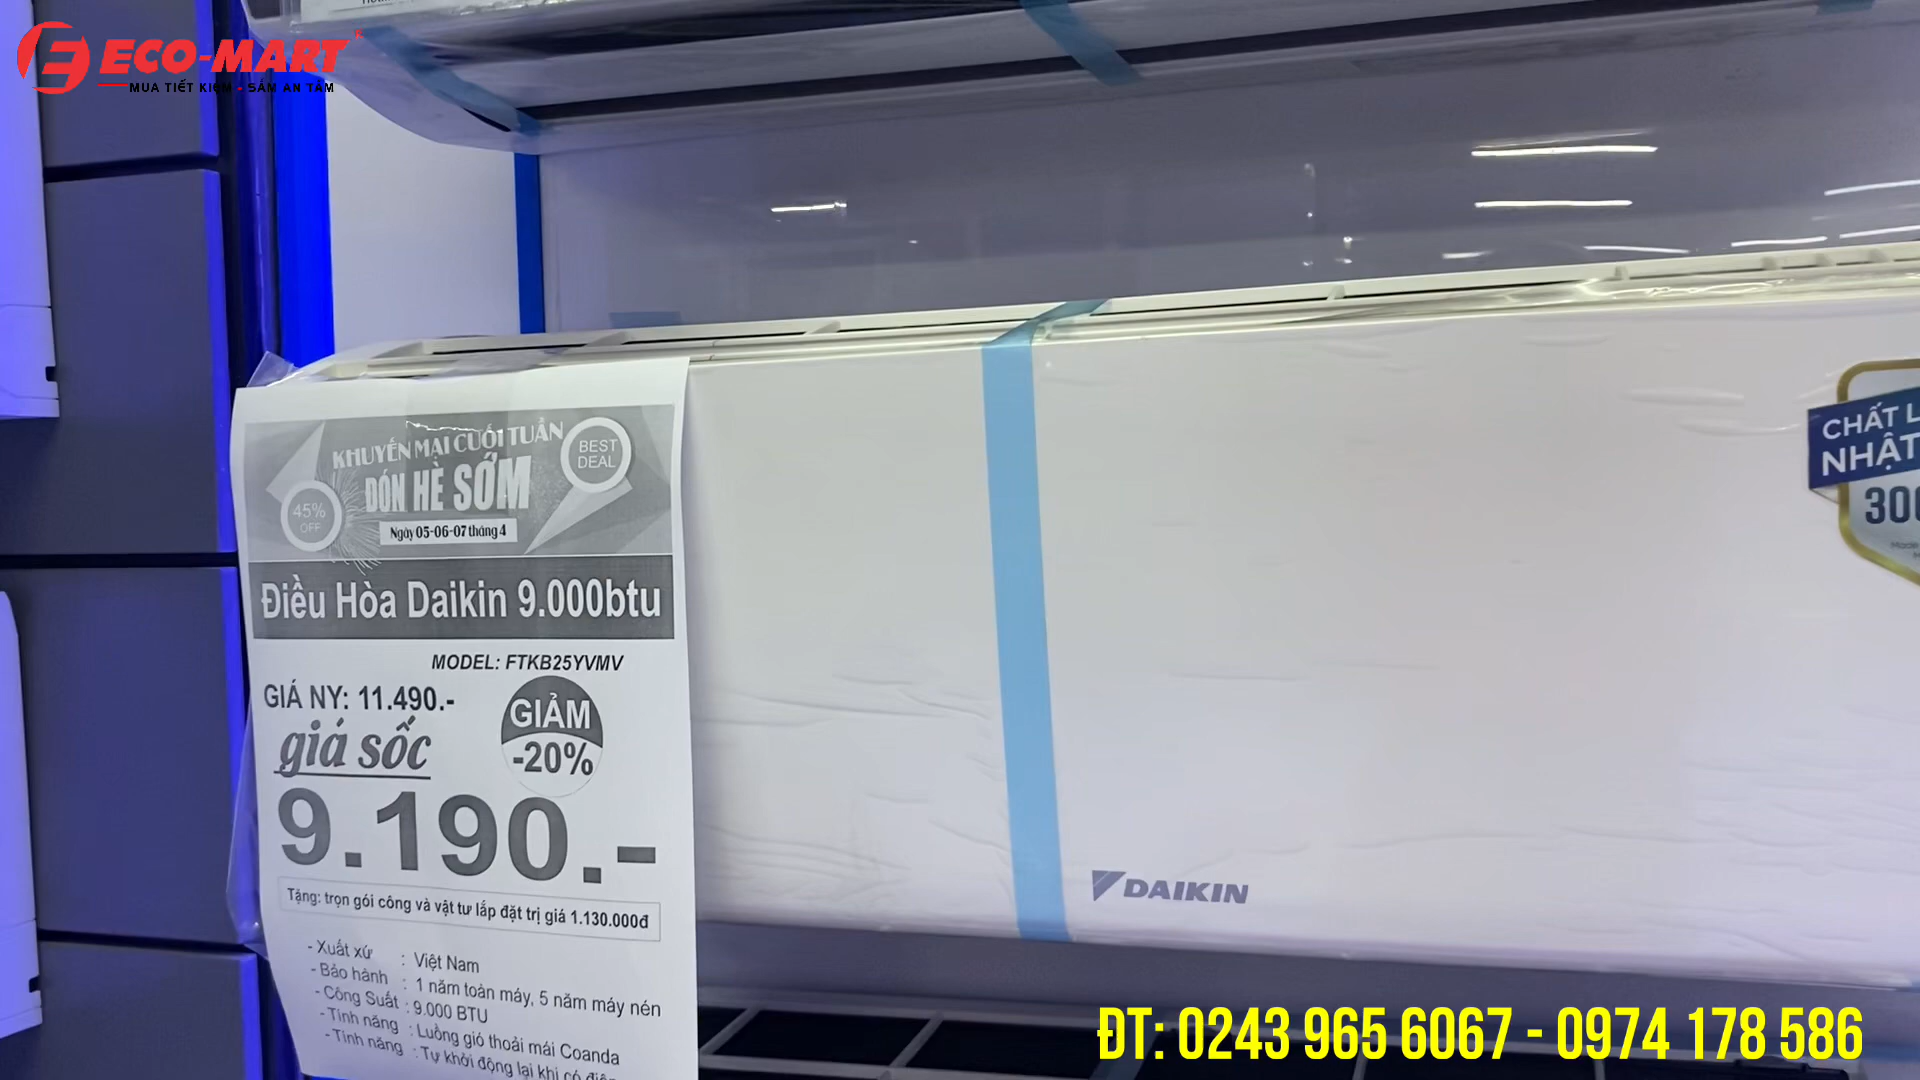 ECO-MART
MUA TIẾT KIỆM - SẮM AN TÂM
KHUYẾN MẠI CUỐI TUẦN
BEST
DEAL
ĐÓN HÈ SỚM
45%
OFF
Ngày 05-06-07 tháng 4
Điều Hòa Daikin 9.000btu
MODEL: FTKB25YVMV
GIÁ NY: 11.490.-
GIẢM
-20%
giá sốc
9.190.-
Tặng: trọn gói công và vật tư lắp đặt trị giá 1.130.000đ
- Xuất xứ : Việt Nam
- Bảo hành : 1 năm toàn máy, 5 năm máy nén
- Công Suất : 9.000 BTU
- Tính năng : Luồng gió thoải mái Coanda
- Tính năng : Tự khởi động lại khi có
DAIKIN
CHẤT
NHẬT
ĐT: 0243 965 6067 - 0974 178 586